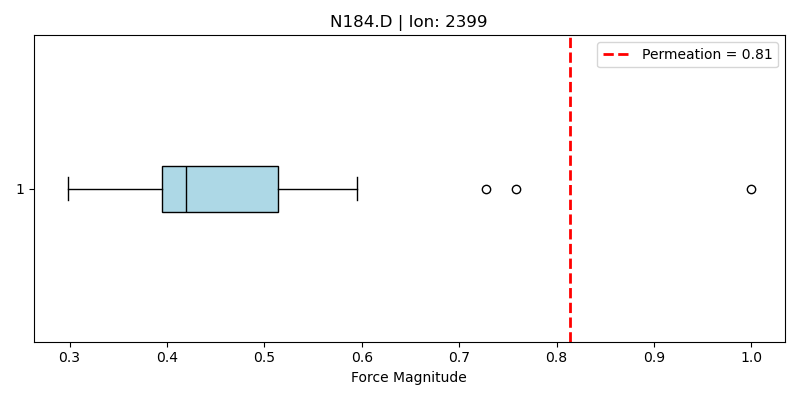 N184.D | Ion: 2399
Permeation = 0.81
1
0.3 0.4 0.5 0.6 0.7 0.8 0.9 1.0
Force Magnitude